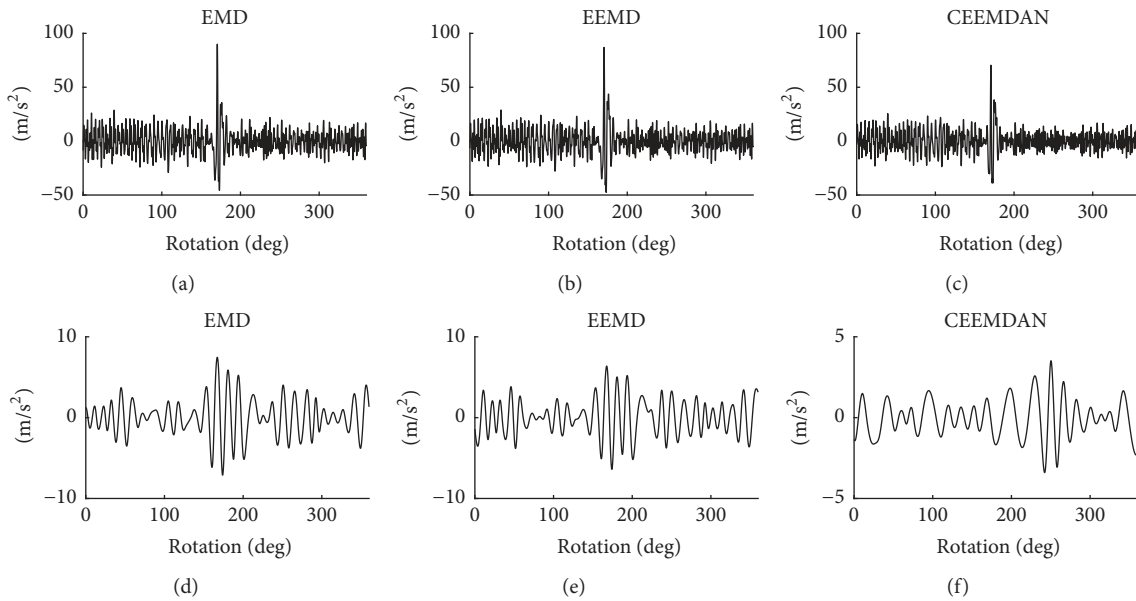 EMD
100
50
0
−50
(m/s²)
0 100 200 300
Rotation (deg)
(a)
EEMD
100
50
0
−50
(m/s²)
0 100 200 300
Rotation (deg)
(b)
CEEMDAN
100
50
0
−50
(m/s²)
0 100 200 300
Rotation (deg)
(c)
EMD
10
0
−10
(m/s²)
0 100 200 300
Rotation (deg)
(d)
EEMD
10
0
−10
(m/s²)
0 100 200 300
Rotation (deg)
(e)
CEEMDAN
5
0
−5
(m/s²)
0 100 200 300
Rotation (deg)
(f)